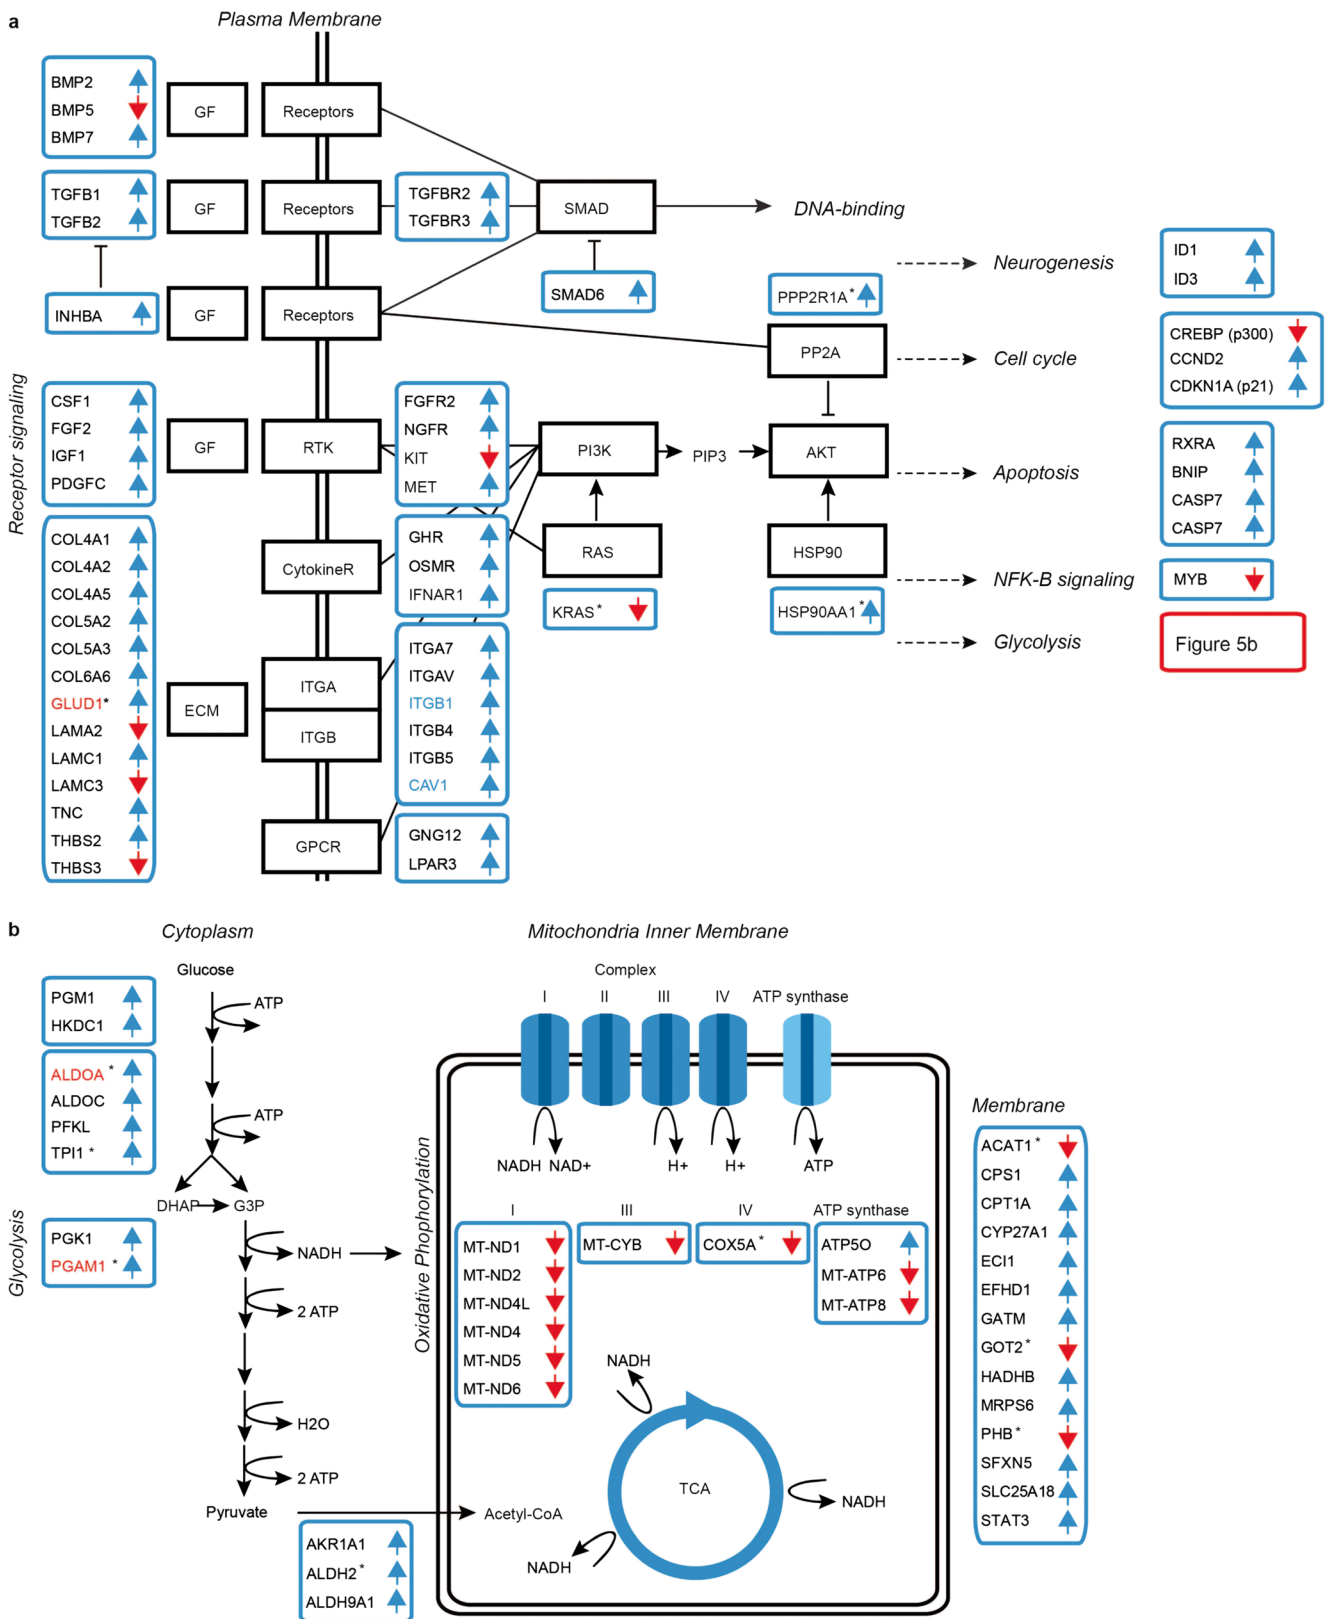 a
Plasma Membrane
Receptor signaling
BMP2
BMP5
BMP7
GF
Receptors
TGFB1
TGFB2
GF
Receptors
TGFBR2
TGFBR3
SMAD
DNA-binding
INHBA
GF
Receptors
SMAD6
PPP2R1A*
PP2A
Neurogenesis
ID1
ID3
Cell cycle
CREBP (p300)
CCND2
CDKN1A (p21)
CSF1
FGF2
IGF1
PDGFC
GF
RTK
FGFR2
NGFR
KIT
MET
PI3K
PIP3
AKT
Apoptosis
RXRA
BNIP
CASP7
CASP7
COL4A1
COL4A2
COL4A5
COL5A2
COL5A3
COL6A6
GLUD1*
LAMA2
LAMC1
LAMC3
TNC
THBS2
THBS3
ECM
CytokineR
GHR
OSMR
IFNAR1
RAS
KRAS*
HSP90
HSP90AA1*
NFK-B signaling
MYB
Glycolysis
Figure 5b
ITGA
ITGB
ITGA7
ITGAV
ITGB1
ITGB4
ITGB5
CAV1
GPCR
GNG12
LPAR3
b
Cytoplasm
Mitochondria Inner Membrane
Glycolysis
Glucose
PGM1
HKDC1
ATP
ALDOA *
ALDOC
PFKL
TPI1 *
ATP
DHAP
G3P
PGK1
PGAM1 *
NADH
2 ATP
H2O
2 ATP
Pyruvate
AKR1A1
ALDH2 *
ALDH9A1
Oxidative Phophorylation
Complex
I
II
III
IV
ATP synthase
NADH NAD+
H+
H+
ATP
I
III
IV
ATP synthase
MT-ND1
MT-ND2
MT-ND4L
MT-ND4
MT-ND5
MT-ND6
MT-CYB
COX5A *
ATP5O
MT-ATP6
MT-ATP8
NADH
TCA
NADH
NADH
Acetyl-CoA
Membrane
ACAT1 *
CPS1
CPT1A
CYP27A1
ECI1
EFHD1
GATM
GOT2 *
HADHB
MRPS6
PHB *
SFXN5
SLC25A18
STAT3